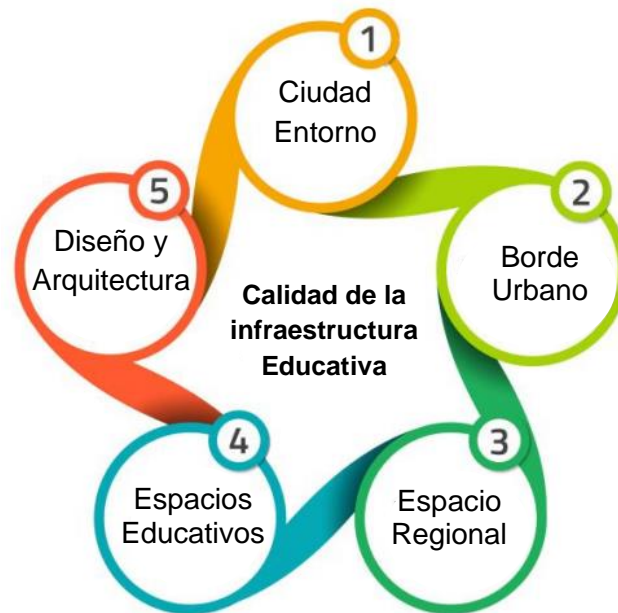 1
Ciudad
Entorno
2
Borde
Urbano
3
Espacio
Regional
4
Espacios
Educativos
5
Diseño y
Arquitectura
Calidad de la
infraestructura
Educativa